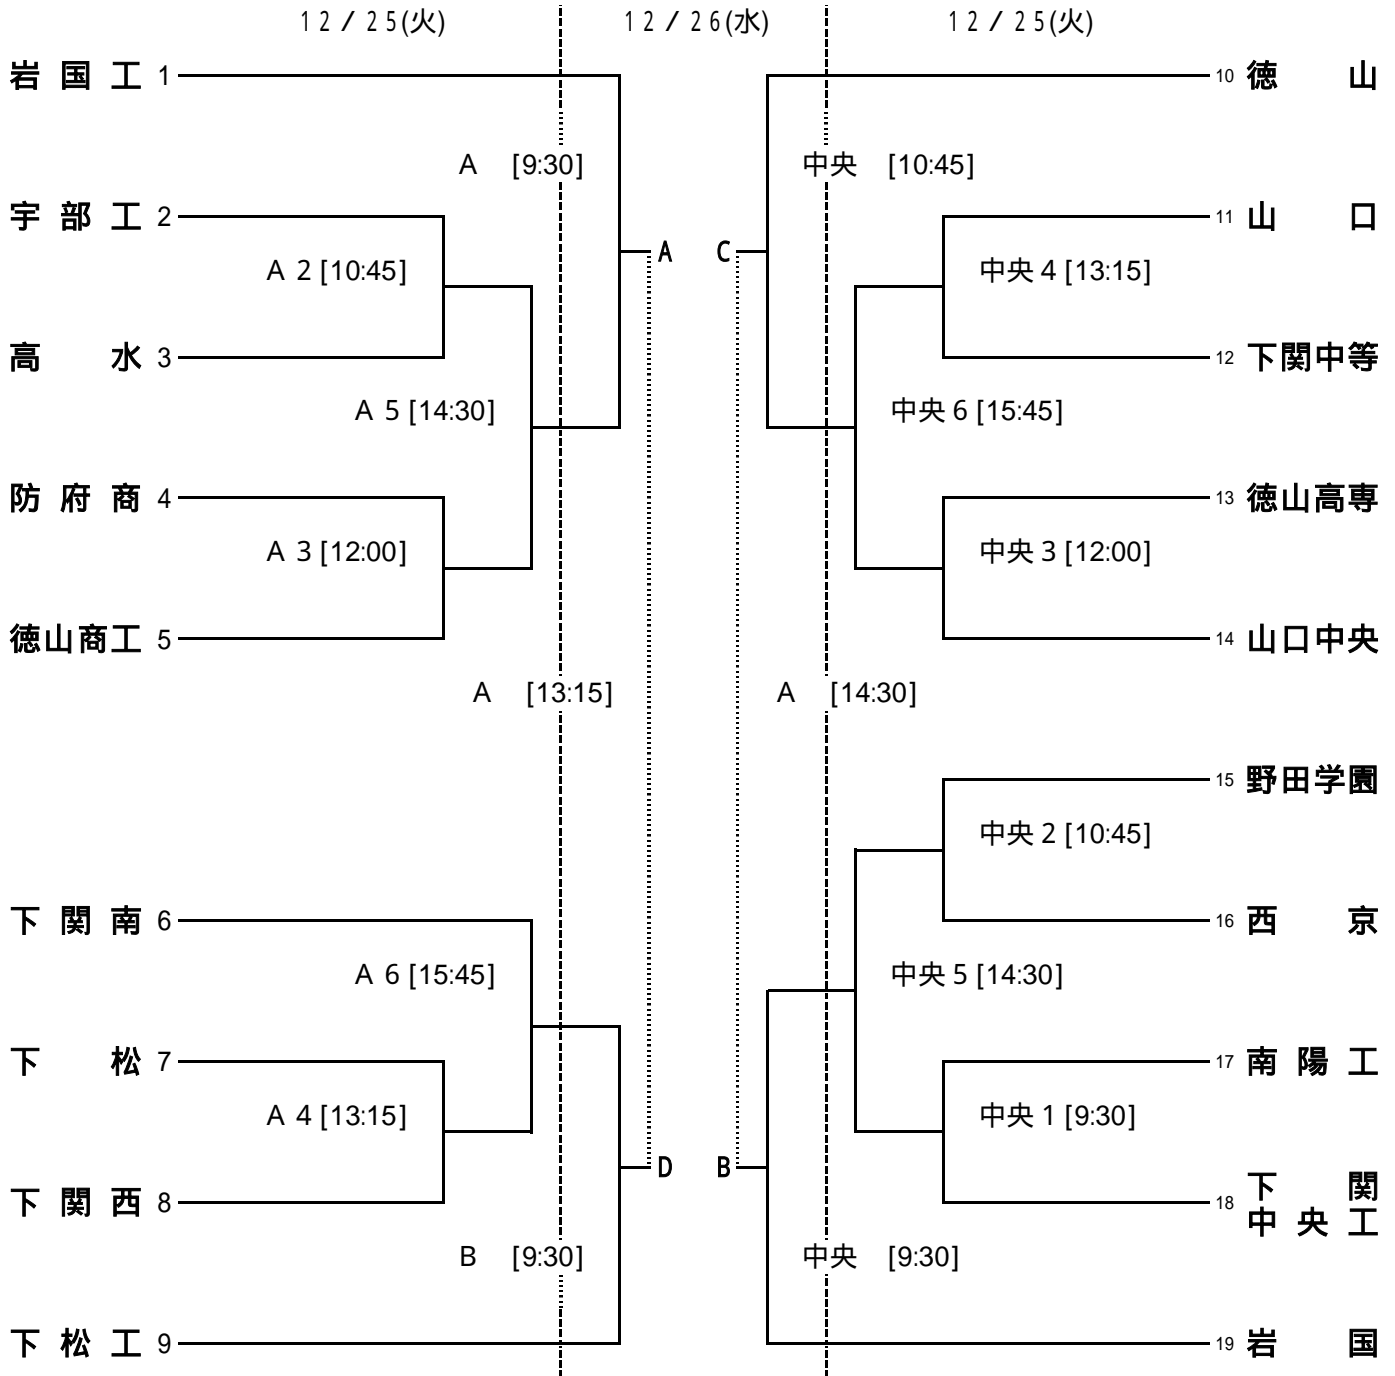 12/25(火) 12/26(水) 12/25(火)
岩国工 1
10 徳山
A [9:30]
中央 [10:45]
宇部工 2
11 山口
A C
A 2 [10:45]
中央 4 [13:15]
高水 3
12 下関中等
A 5 [14:30]
中央 6 [15:45]
防府商 4
13 徳山高専
A 3 [12:00]
中央 3 [12:00]
徳山商工 5
14 山口中央
A [13:15]
A [14:30]
15 野田学園
中央 2 [10:45]
下関南 6
16 西京
A 6 [15:45]
中央 5 [14:30]
下松 7
17 南陽工
A 4 [13:15]
中央 1 [9:30]
D B
下関西 8
18 下関
中央工
B [9:30]
中央 [9:30]
下松工 9
19 岩国